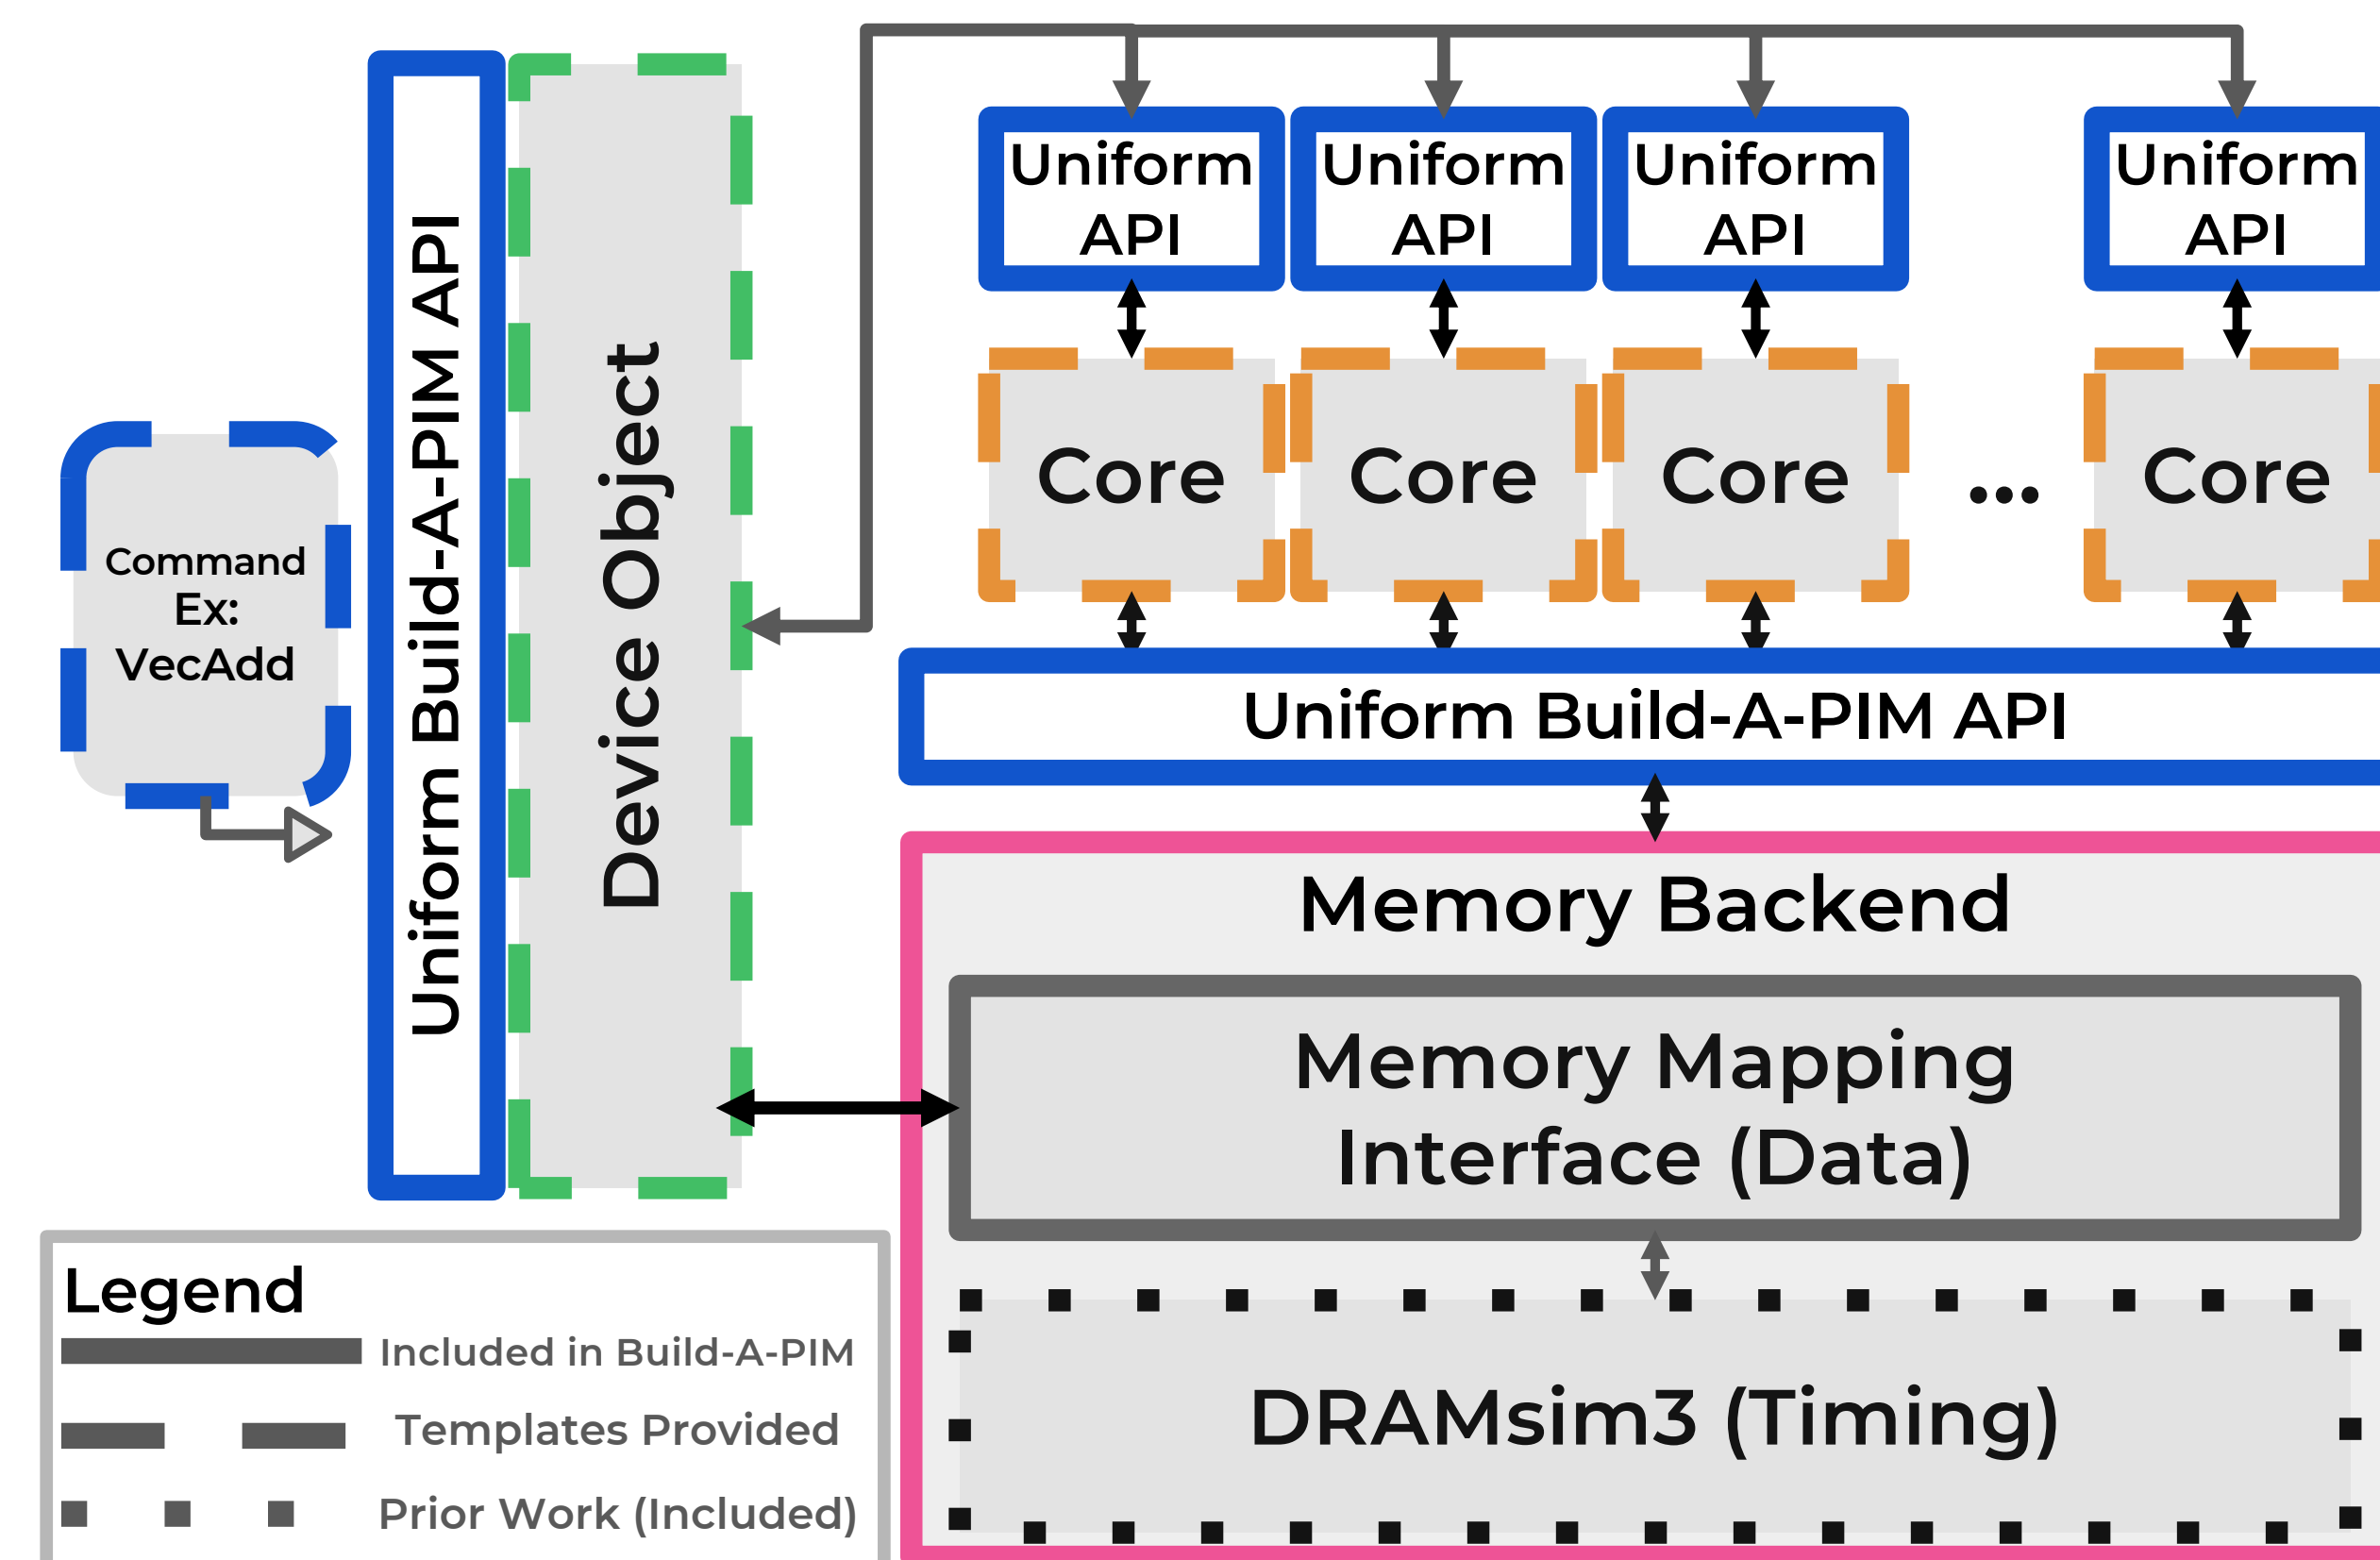 Command
Ex:
VecAdd
Uniform Build-A-PIM API
Device Object
Uniform
API
Uniform
API
Uniform
API
Uniform
API
Core
Core
Core
...
Core
Uniform Build-A-PIM API
Memory Backend
Memory Mapping
Interface (Data)
DRAMsim3 (Timing)
Legend
Included in Build-A-PIM
Templates Provided
Prior Work (Included)